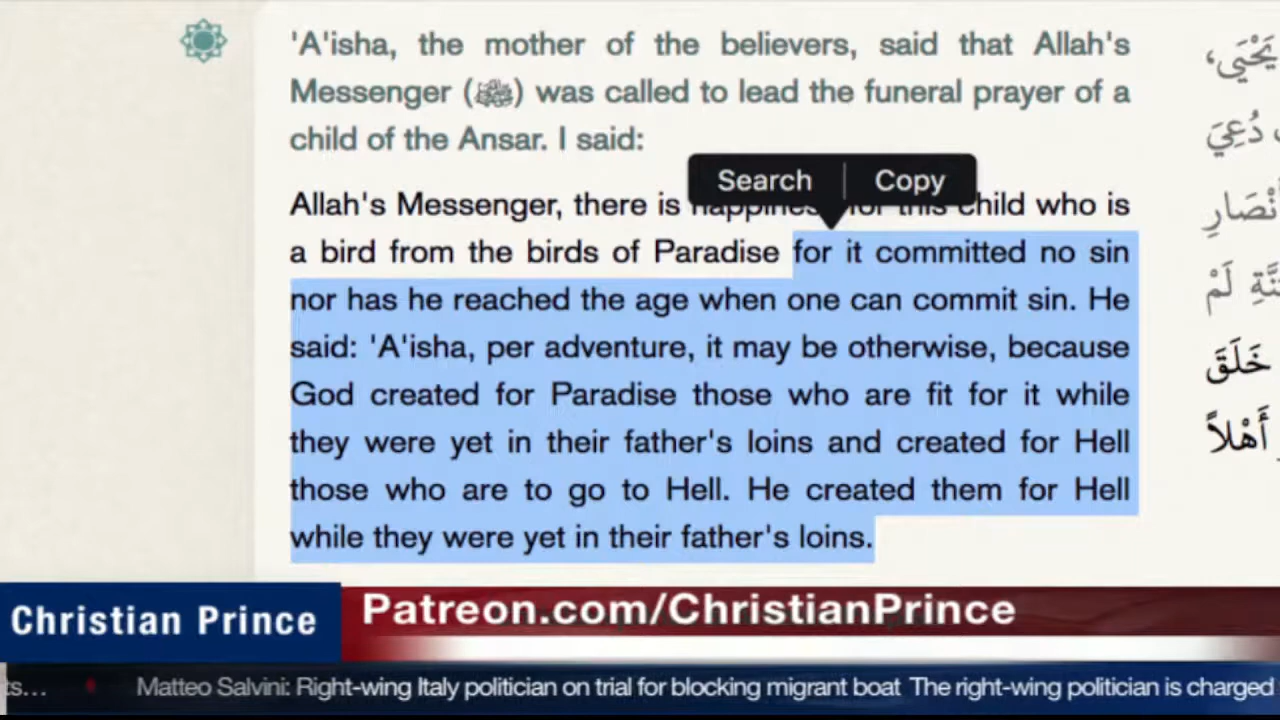 'A'isha, the mother of the believers, said that Allah's
Messenger (ﷺ) was called to lead the funeral prayer of a
child of the Ansar. I said:
Search Copy
Allah's Messenger, there is happiness for this child who is
a bird from the birds of Paradise for it committed no sin
nor has he reached the age when one can commit sin. He
said: 'A'isha, per adventure, it may be otherwise, because
God created for Paradise those who are fit for it while
they were yet in their father's loins and created for Hell
those who are to go to Hell. He created them for Hell
while they were yet in their father's loins.
يَحْيَى،
دُعِيَ
خَلَقَ
أَهْلاً
Christian Prince
Patreon.com/ChristianPrince
ts... Matteo Salvini: Right-wing Italy politician on trial for blocking migrant boat The right-wing politician is charged